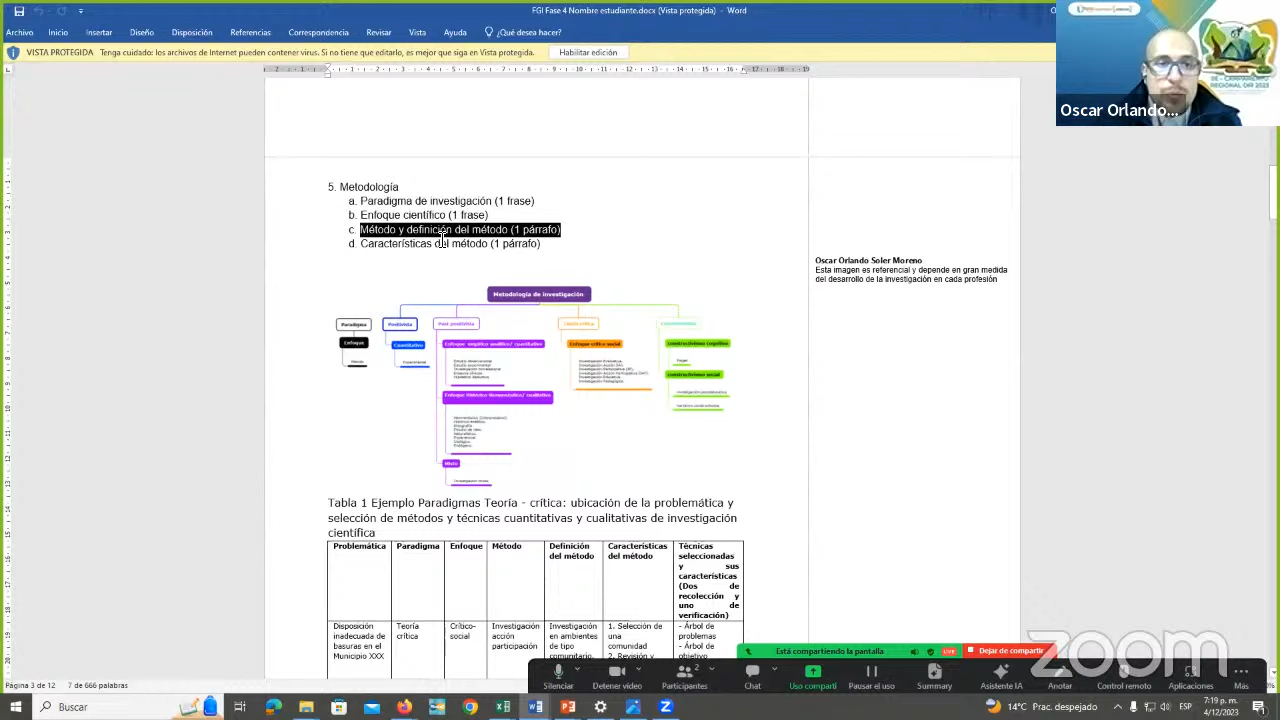 FGI Fase 4 Nombre estudiante.docx (Vista protegida) - Word
Archivo Inicio Insertar Diseño Disposición Referencias Correspondencia Revisar Vista Ayuda ¿Qué desea hacer?
VISTA PROTEGIDA Tenga cuidado: los archivos de Internet pueden contener virus. Si no tiene que editarlo, es mejor que siga en Vista protegida. Habilitar edición
Oscar Orlando...
5. Metodología
a. Paradigma de investigación (1 frase)
b. Enfoque científico (1 frase)
c. Método y definición del método (1 párrafo)
d. Características del método (1 párrafo)
Oscar Orlando Soler Moreno
Esta imagen es referencial y depende en gran medida
del desarrollo de la investigación en cada profesión
Metodología de investigación
Paradigma Positivista Post positivista
Enfoque Cuantitativo
Enfoque crítico social
constructivismo cognitivo
constructivismo social
Mixto
Tabla 1 Ejemplo Paradigmas Teoría - crítica: ubicación de la problemática y
selección de métodos y técnicas cuantitativas y cualitativas de investigación
científica
Problemática Paradigma Enfoque Método Definición del método Características del método Técnicas seleccionadas y sus características (Dos de recolección y uno de verificación)
Disposición inadecuada de basuras en el Municipio XXX
Teoría crítica
Crítico-social
Investigación acción participación
Investigación en ambientes de tipo comunitario.
1. Selección de una comunidad
2. Revisión y
- Árbol de problemas
- Árbol de objetivo
Está compartiendo la pantalla LIVE Dejar de compartir
zoom
Silenciar Detener video Participantes 2 Chat Uso comparti Pausar el uso Summary Asistente IA Anotar Control remoto Aplicaciones Más
Página 3 de 12 7 de 666 palabras
Buscar
14°C Prac. despejado ESP 7:19 p. m.
4/12/2023